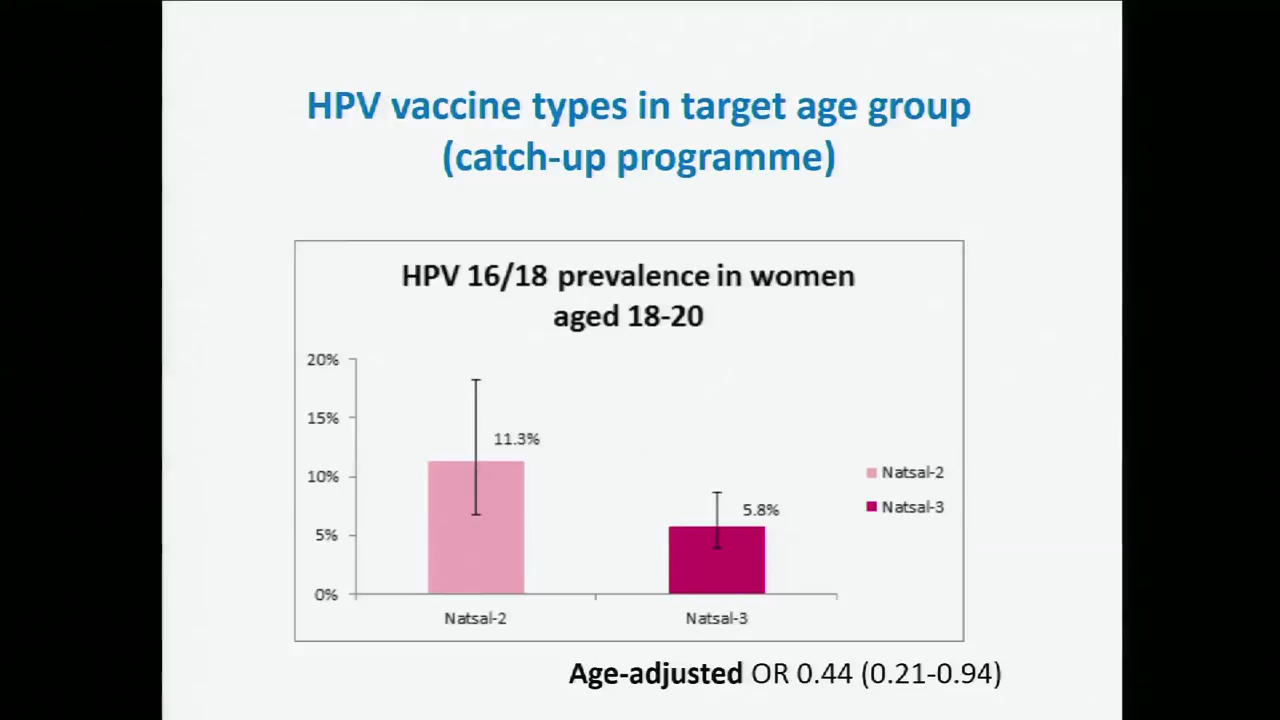 HPV vaccine types in target age group
(catch-up programme)
HPV 16/18 prevalence in women
aged 18-20
20%
15%
10%
5%
0%
11.3%
5.8%
Natsal-2
Natsal-3
Natsal-2
Natsal-3
Age-adjusted OR 0.44 (0.21-0.94)